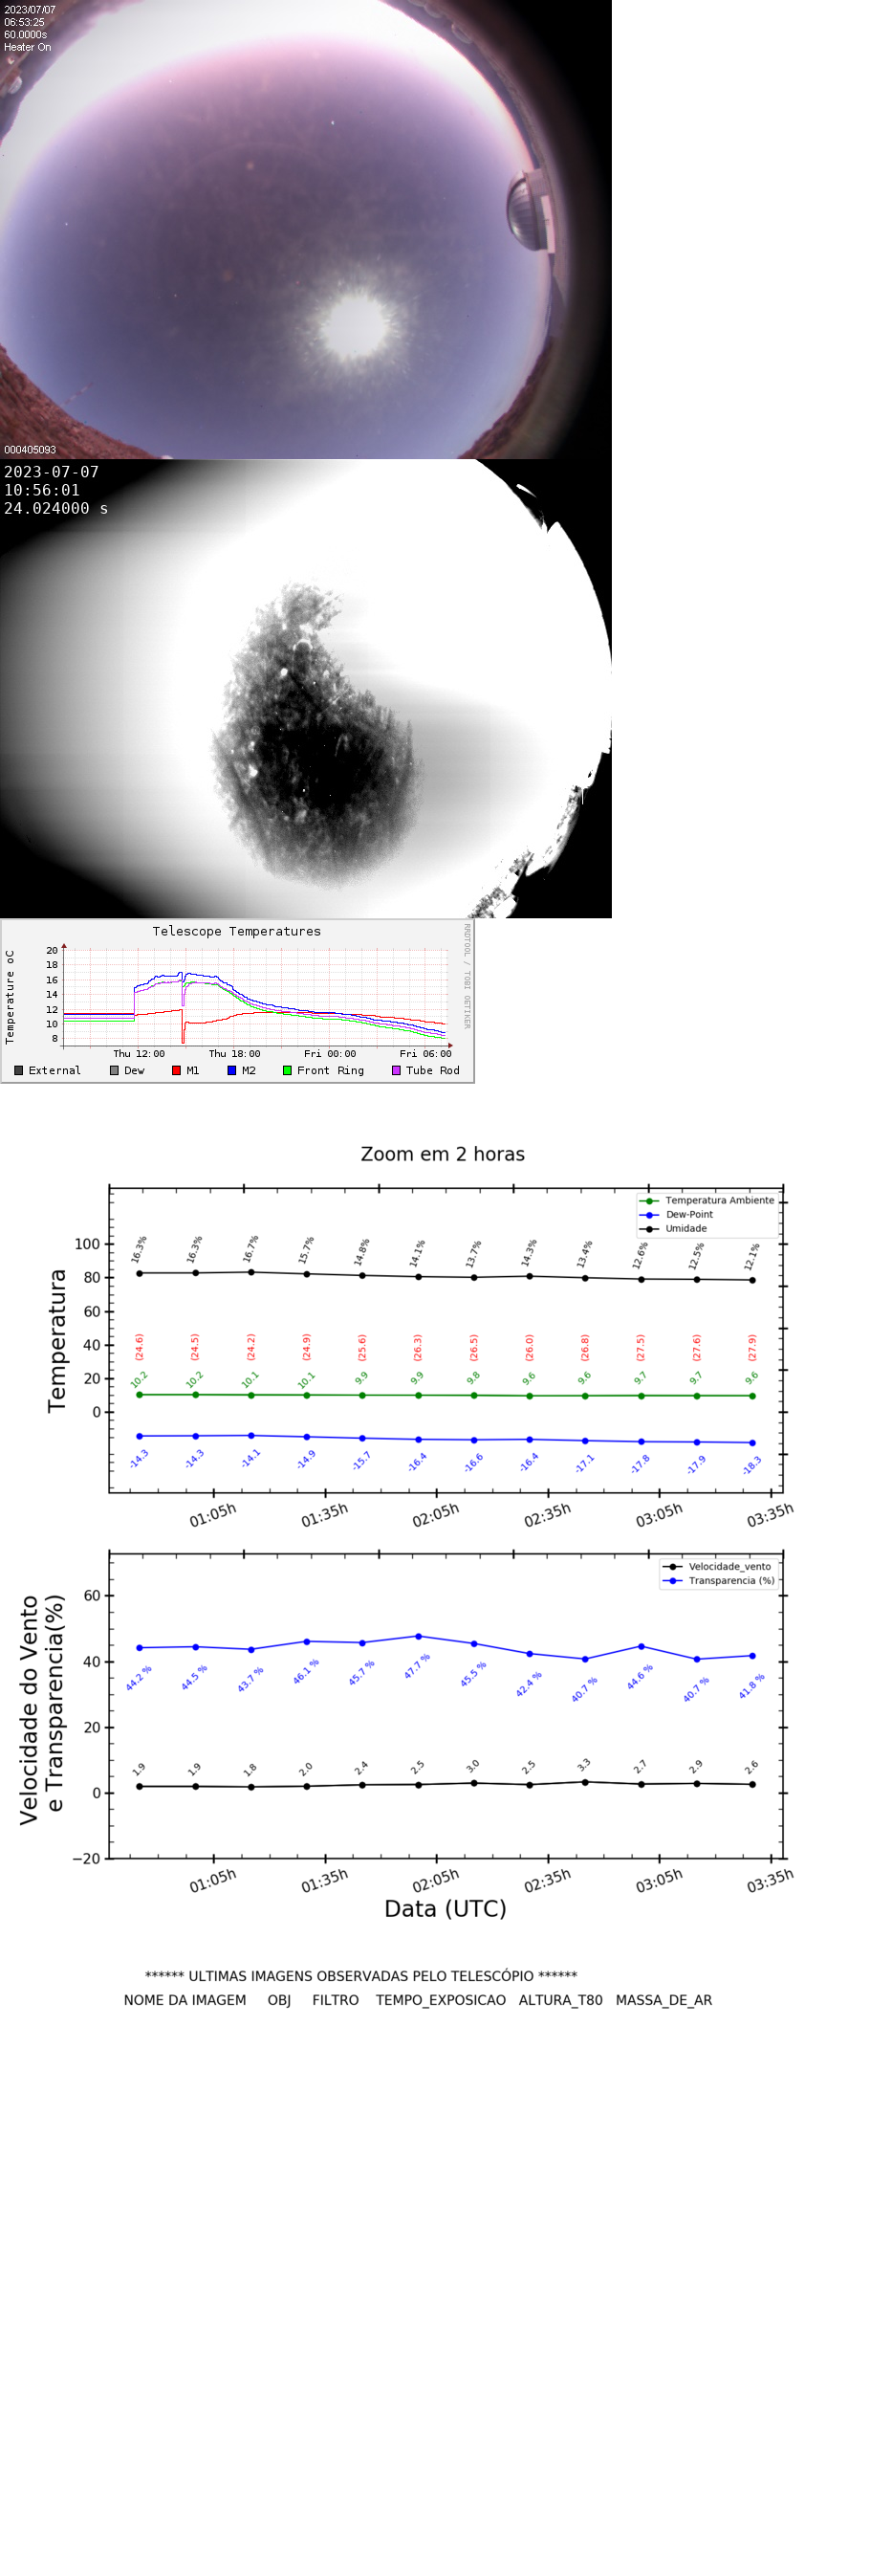 2023/07/07
06:53:25
60.0000s
Heater On
000405093
2023-07-07
10:56:01
24.024000 s
Telescope Temperatures
RRDTOOL / TOBI OETIKER
Temperature oC
20
18
16
14
12
10
8
Thu 12:00 Thu 18:00 Fri 00:00 Fri 06:00
External Dew M1 M2 Front Ring Tube Rod
Zoom em 2 horas
Temperatura Ambiente
Dew-Point
Umidade
Temperatura
100
80
60
40
20
0
16.3% 16.3% 16.7% 15.7% 14.8% 14.1% 13.7% 14.3% 13.4% 12.6% 12.5% 12.1%
(24.6) (24.5) (24.2) (24.9) (25.6) (26.3) (26.5) (26.0) (26.8) (27.5) (27.6) (27.9)
10.2 10.2 10.1 10.1 9.9 9.9 9.8 9.6 9.6 9.7 9.7 9.6
-14.3 -14.3 -14.1 -14.9 -15.7 -16.4 -16.6 -16.4 -17.1 -17.8 -17.9 -18.3
01:05h 01:35h 02:05h 02:35h 03:05h 03:35h
Velocidade_vento
Transparencia (%)
Velocidade do Vento
e Transparencia(%)
60
40
20
0
−20
44.2 % 44.5 % 43.7 % 46.1 % 45.7 % 47.7 % 45.5 % 42.4 % 40.7 % 44.6 % 40.7 % 41.8 %
1.9 1.9 1.8 2.0 2.4 2.5 3.0 2.5 3.3 2.7 2.9 2.6
01:05h 01:35h 02:05h 02:35h 03:05h 03:35h
Data (UTC)
****** ULTIMAS IMAGENS OBSERVADAS PELO TELESCÓPIO ******
NOME DA IMAGEM OBJ FILTRO TEMPO_EXPOSICAO ALTURA_T80 MASSA_DE_AR